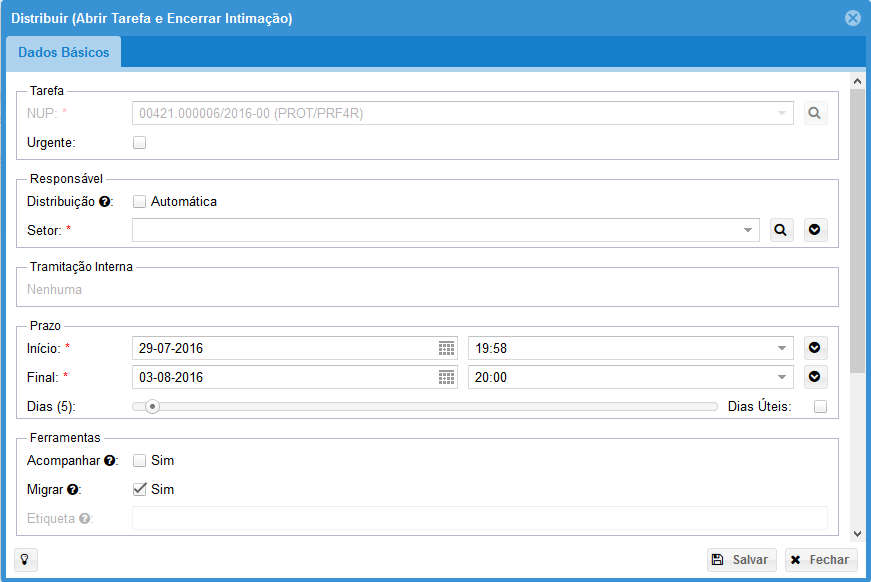 Distribuir (Abrir Tarefa e Encerrar Intimação)
Dados Básicos
Tarefa
NUP: * 00421.000006/2016-00 (PROT/PRF4R)
Urgente:
Responsável
Distribuição ?: Automática
Setor: *
Tramitação Interna
Nenhuma
Prazo
Início: * 29-07-2016 19:58
Final: * 03-08-2016 20:00
Dias (5): Dias Úteis:
Ferramentas
Acompanhar ?: Sim
Migrar ?: Sim
Etiqueta ?:
Salvar Fechar